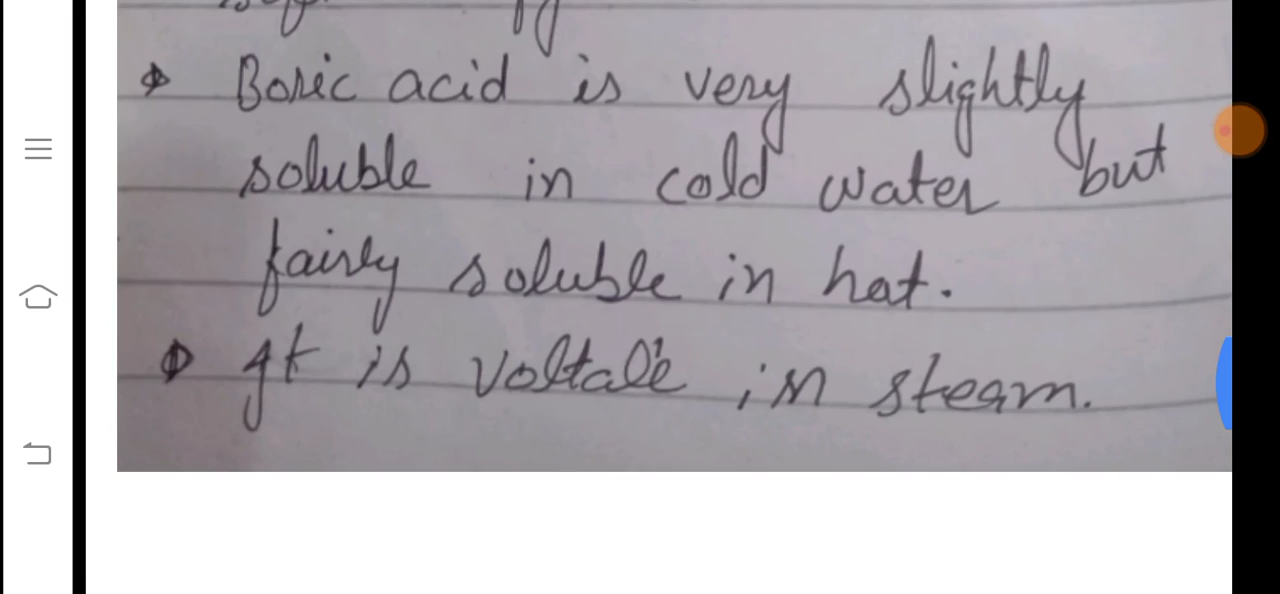 Boric acid is very slightly
soluble in cold water but
fairly soluble in hot.
It is voltale in steam.